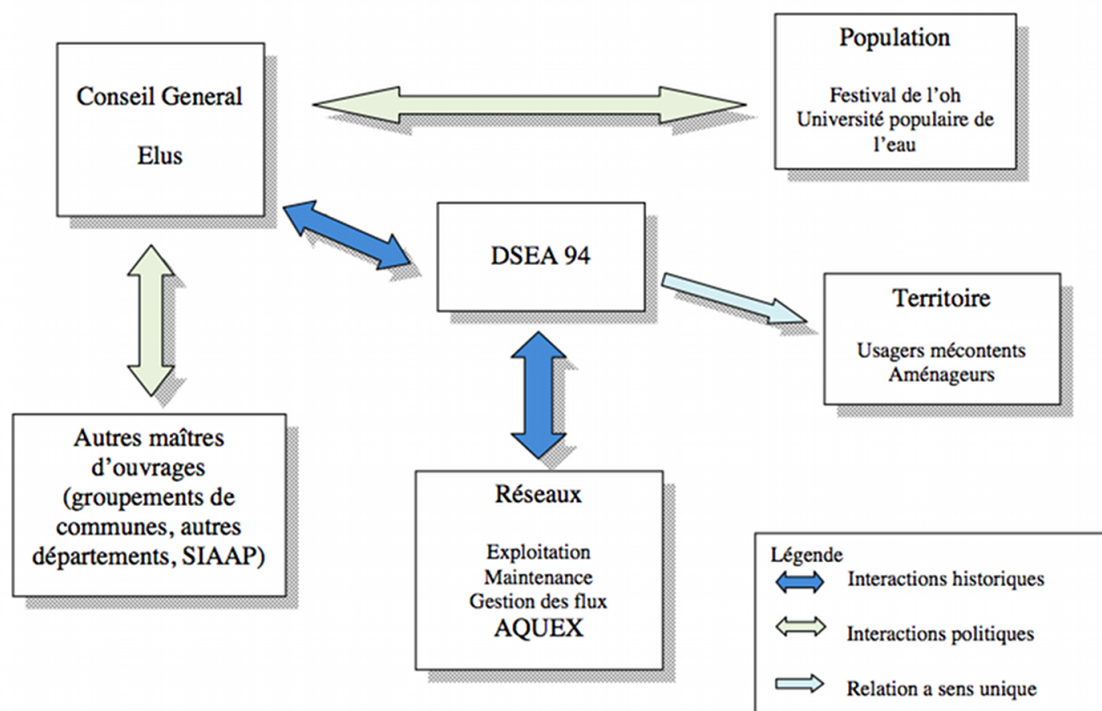 Conseil General
Elus
Population
Festival de l'oh
Université populaire de
l'eau
DSEA 94
Territoire
Usagers mécontents
Aménageurs
Autres maîtres
d'ouvrages
(groupements de
communes, autres
départements, SIAAP)
Réseaux
Exploitation
Maintenance
Gestion des flux
AQUEX
Légende
Interactions historiques
Interactions politiques
Relation a sens unique